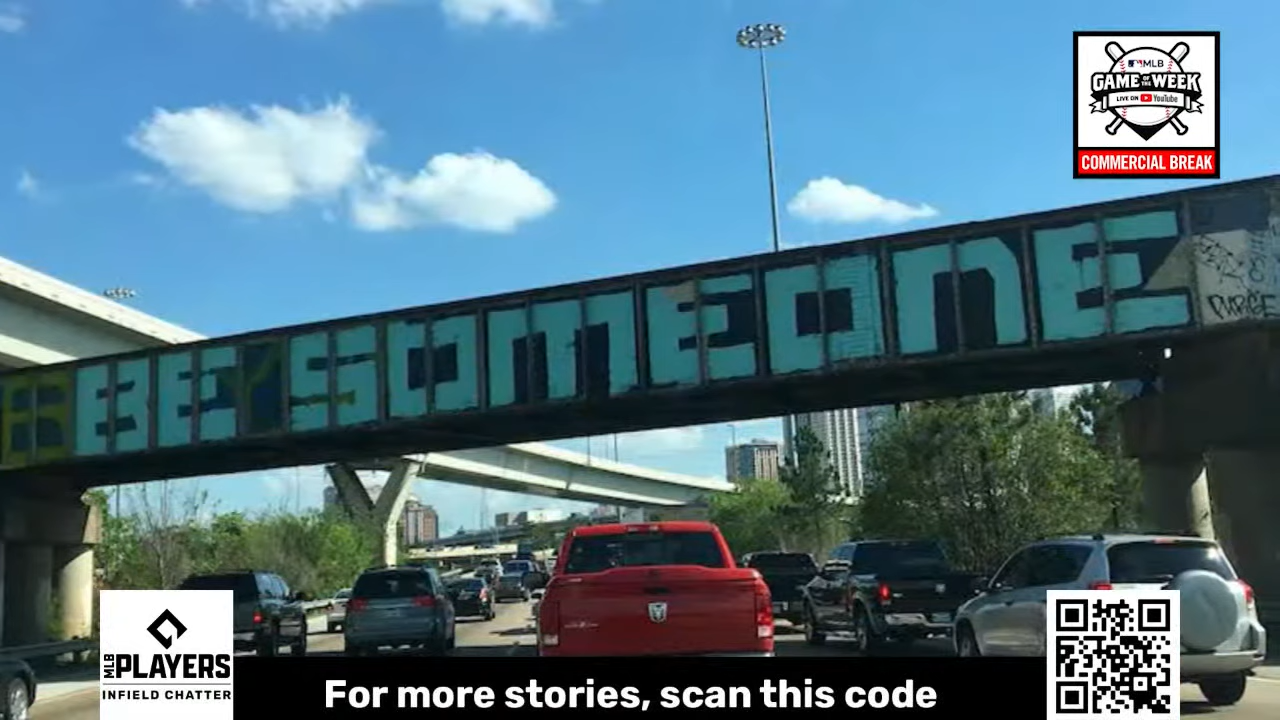 MLB
GAME OF THE WEEK
LIVE ON YouTube
COMMERCIAL BREAK
BE SOMEONE
PURGE
MLB PLAYERS
INFIELD CHATTER
For more stories, scan this code